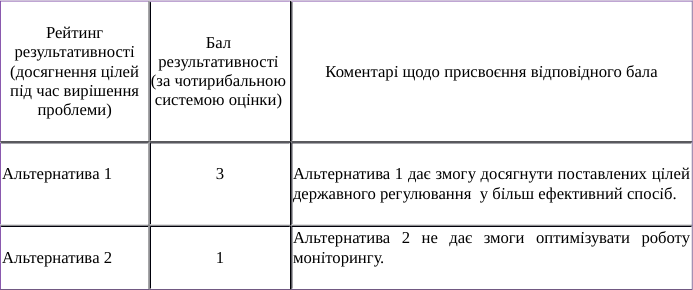 Рейтинг
результативності
(досягнення цілей
під час вирішення
проблеми)
Бал
результативності
(за чотирибальною
системою оцінки)
Коментарі щодо присвоєння відповідного бала
Альтернатива 1
3
Альтернатива 1 дає змогу досягнути поставлених цілей
державного регулювання у більш ефективний спосіб.
Альтернатива 2
1
Альтернатива 2 не дає змоги оптимізувати роботу
моніторингу.